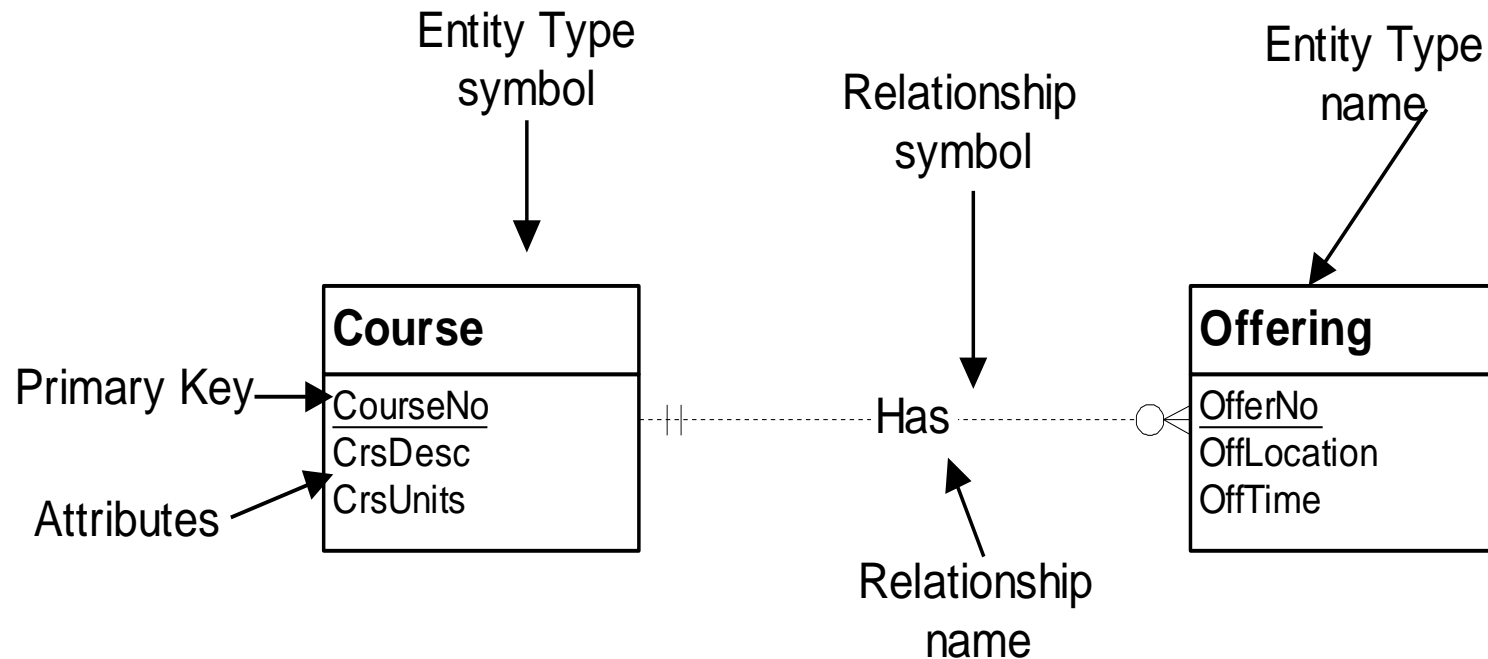 Entity Type
symbol
Relationship
symbol
Entity Type
name
Course
Primary Key
CourseNo
CrsDesc
CrsUnits
Attributes
Has
Relationship
name
Offering
OfferNo
OffLocation
OffTime